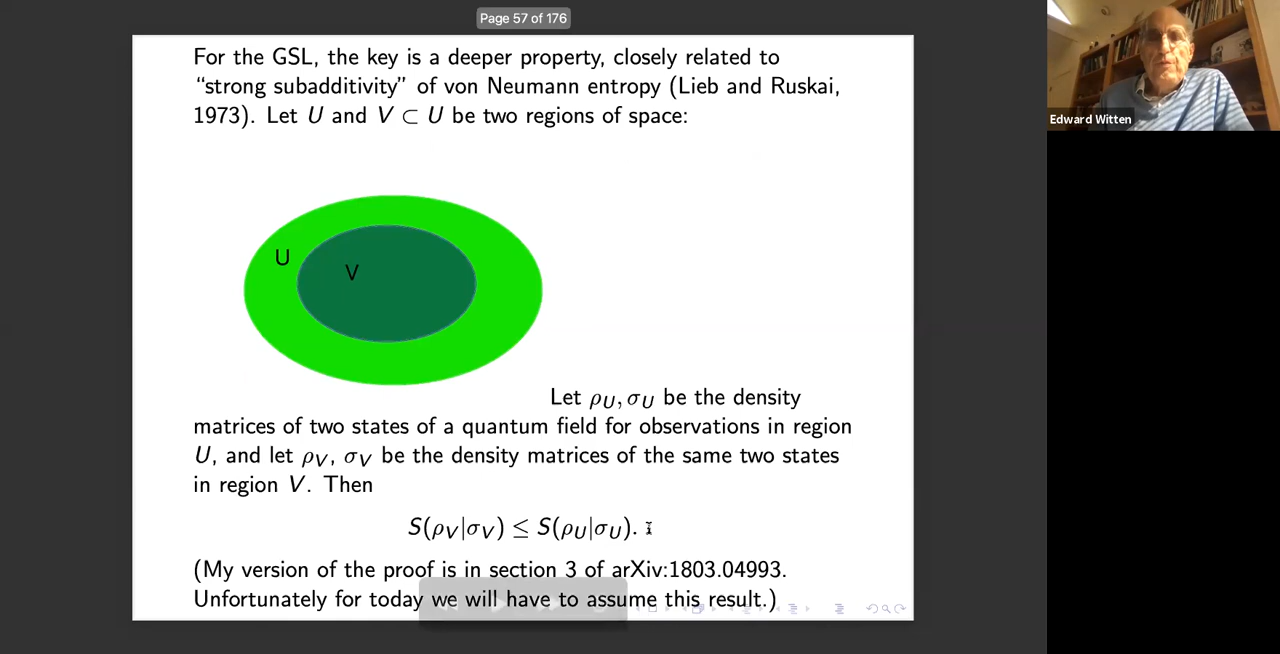 Page 57 of 176
For the GSL, the key is a deeper property, closely related to
“strong subadditivity” of von Neumann entropy (Lieb and Ruskai,
1973). Let U and V ⊂ U be two regions of space:
U
V
Let ρ_U, σ_U be the density
matrices of two states of a quantum field for observations in region
U, and let ρ_V, σ_V be the density matrices of the same two states
in region V. Then
S(ρ_V|σ_V) ≤ S(ρ_U|σ_U).
(My version of the proof is in section 3 of arXiv:1803.04993.
Unfortunately for today we will have to assume this result.)
Edward Witten